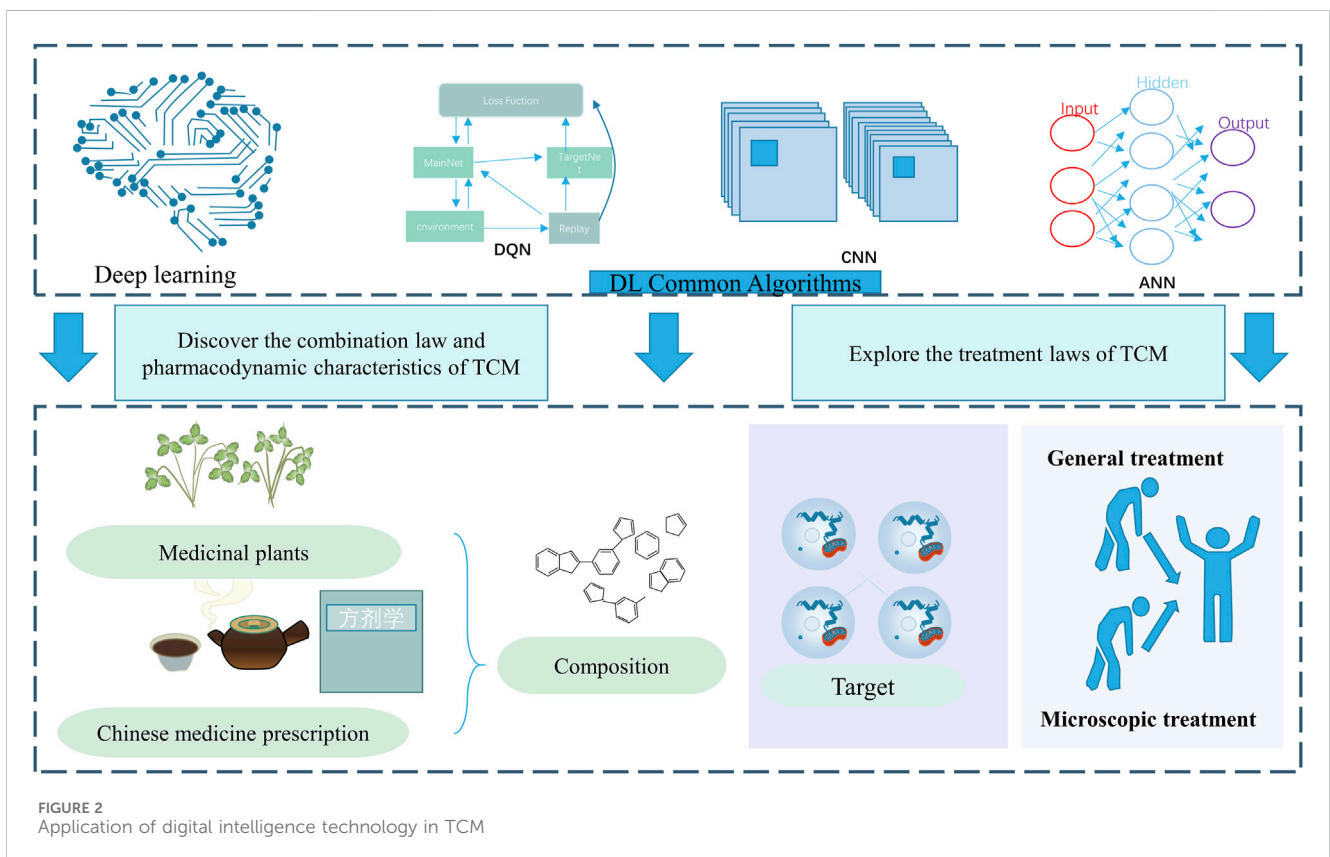 Loss Fuction
MainNet
TargetNe
t
cnvironment
Replay
DQN
CNN
Hidden
Input
Output
ANN
Deep learning
DL Common Algorithms
Discover the combination law and
pharmacodynamic characteristics of TCM
Explore the treatment laws of TCM
Medicinal plants
方剂学
Chinese medicine prescription
Composition
Target
General treatment
Microscopic treatment
FIGURE 2
Application of digital intelligence technology in TCM